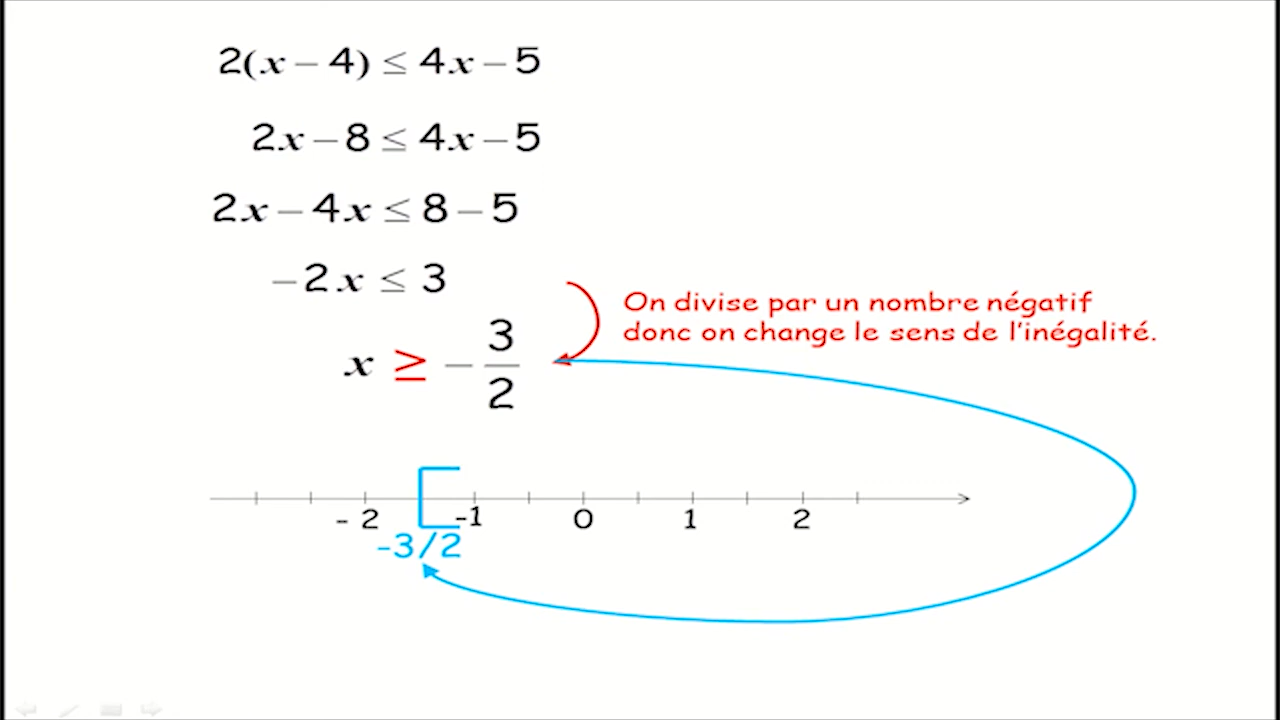 2(x − 4) ≤ 4x − 5
2x − 8 ≤ 4x − 5
2x − 4x ≤ 8 − 5
−2x ≤ 3
On divise par un nombre négatif
donc on change le sens de l'inégalité.
x ≥ − 3/2
-2 -1 0 1 2
-3/2